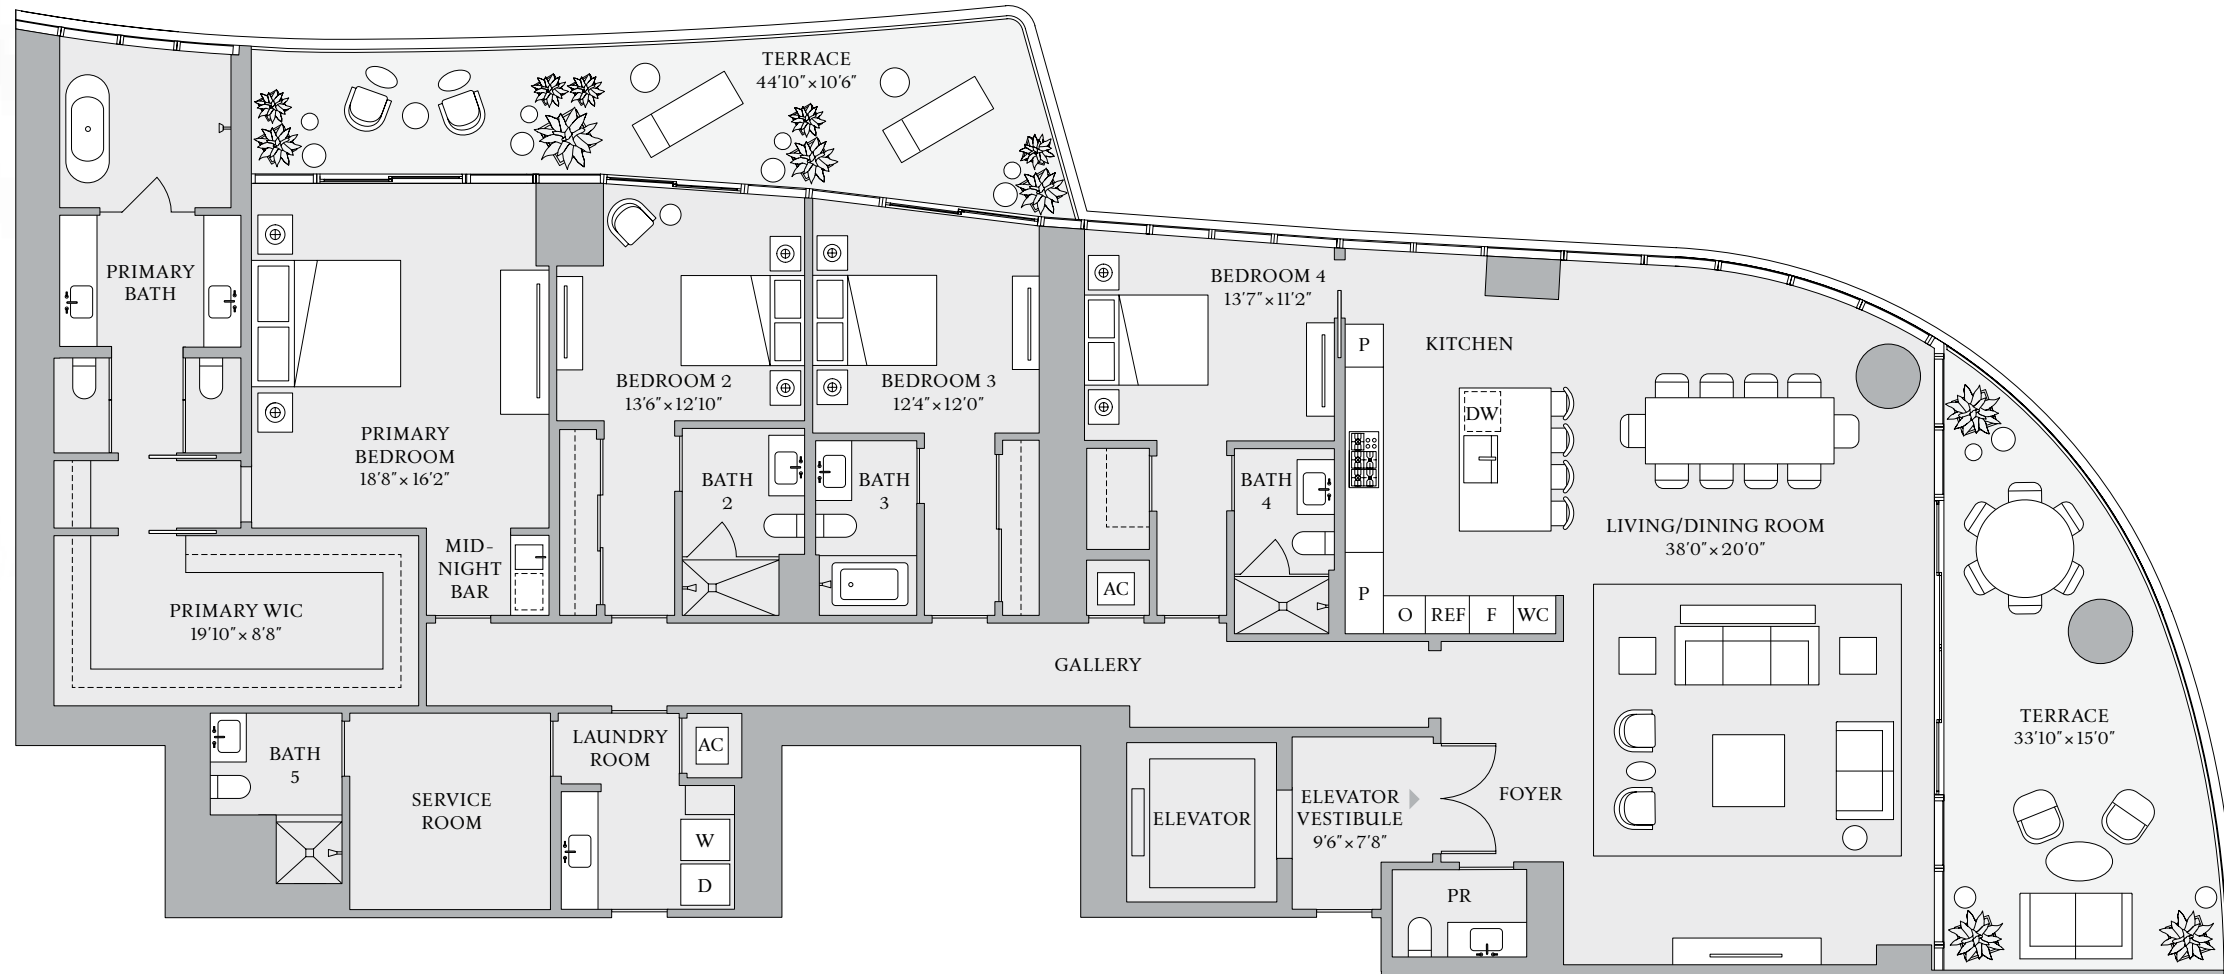 TERRACE
44'10"×10'6"
PRIMARY
BATH
BEDROOM 4
13'7"×11'2"
P
KITCHEN
BEDROOM 2
13'6"×12'10"
BEDROOM 3
12'4"×12'0"
DW
PRIMARY
BEDROOM
18'8"×16'2"
BATH
2
BATH
3
BATH
4
LIVING/DINING ROOM
38'0"×20'0"
MID-
NIGHT
BAR
AC
P
PRIMARY WIC
19'10"×8'8"
O
REF
F
WC
GALLERY
TERRACE
33'10"×15'0"
LAUNDRY
ROOM
AC
BATH
5
SERVICE
ROOM
W
D
ELEVATOR
ELEVATOR
VESTIBULE
9'6"×7'8"
FOYER
PR